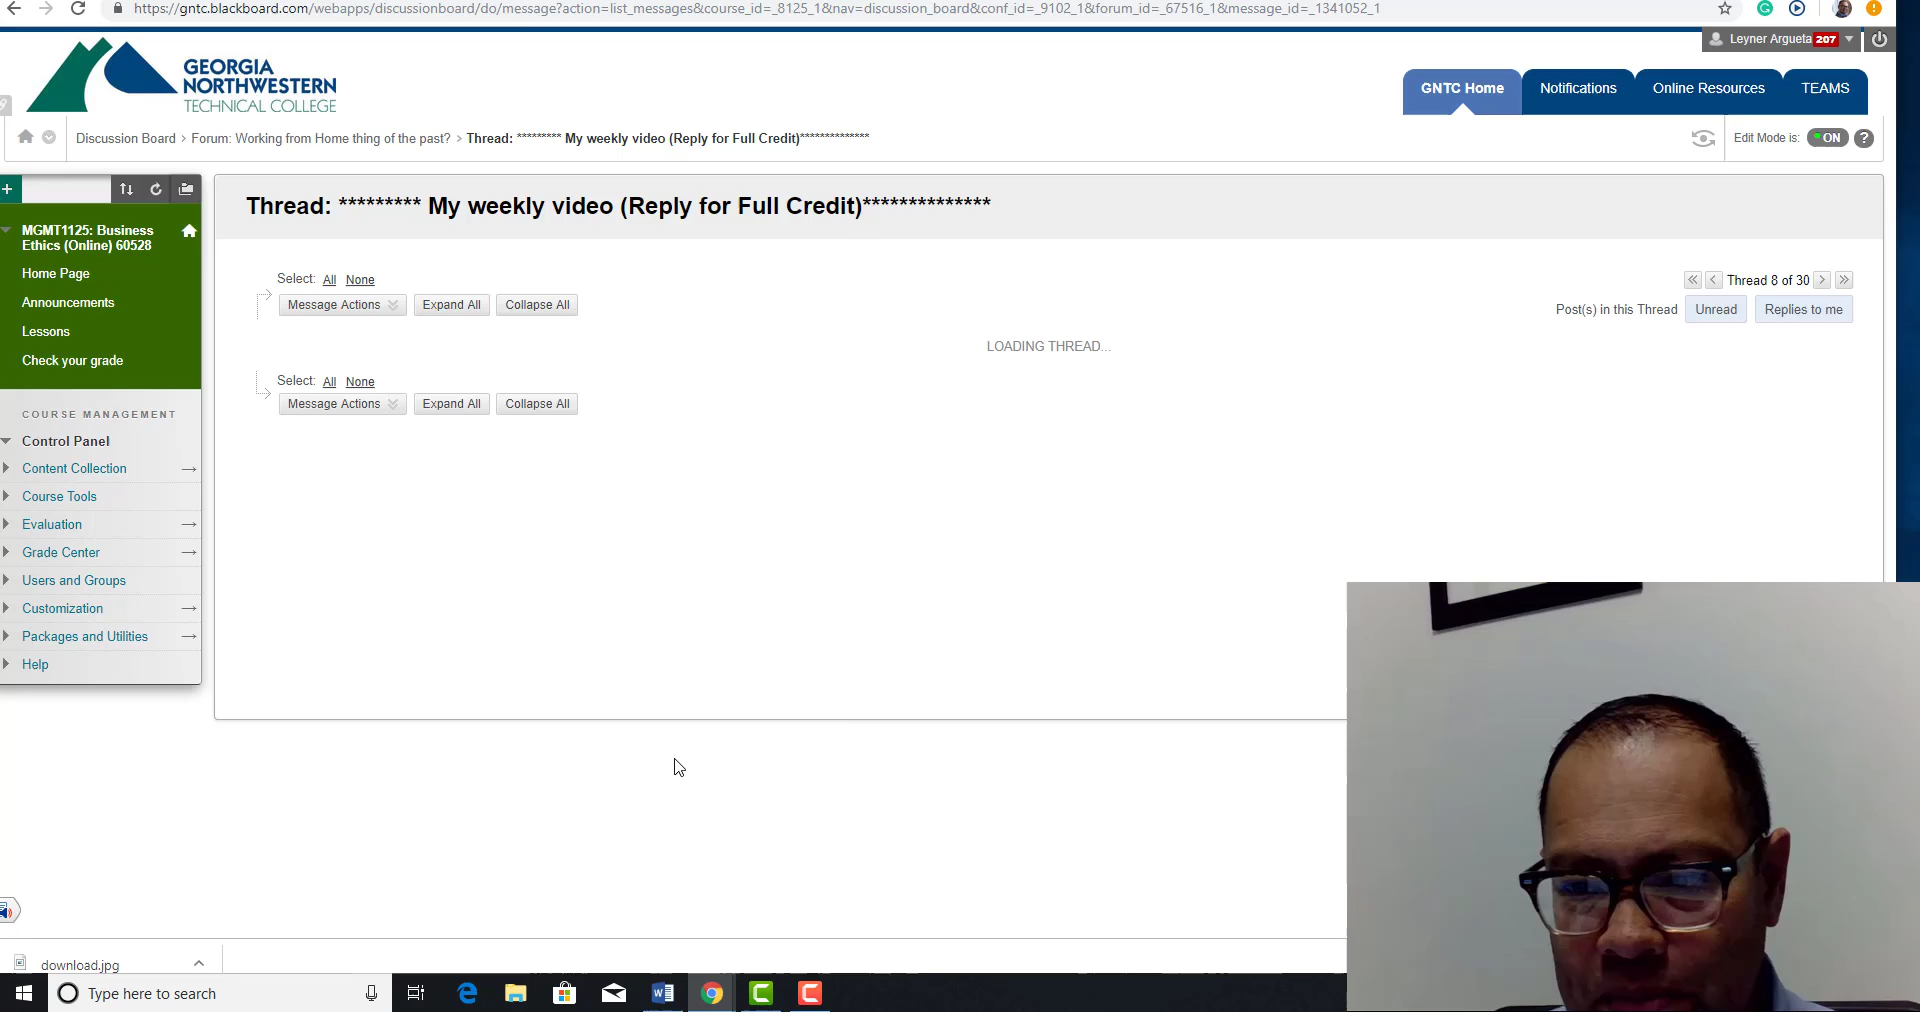 https://gntc.blackboard.com/webapps/discussionboard/do/message?action=list_messages&course_id=_8125_1&nav=discussion_board&conf_id=_9102_1&forum_id=_67516_1&message_id=_1341052_1
Leyner Argueta 207
GEORGIA
NORTHWESTERN
TECHNICAL COLLEGE
GNTC Home Notifications Online Resources TEAMS
Discussion Board > Forum: Working from Home thing of the past? > Thread: ********* My weekly video (Reply for Full Credit)**************
Edit Mode is: ON ?
Thread: ********* My weekly video (Reply for Full Credit)**************
MGMT1125: Business
Ethics (Online) 60528
Home Page
Announcements
Lessons
Check your grade
COURSE MANAGEMENT
Control Panel
Content Collection
Course Tools
Evaluation
Grade Center
Users and Groups
Customization
Packages and Utilities
Help
Select: All None
Message Actions Expand All Collapse All
Thread 8 of 30
Post(s) in this Thread Unread Replies to me
LOADING THREAD...
Select: All None
Message Actions Expand All Collapse All
download.jpg
Type here to search